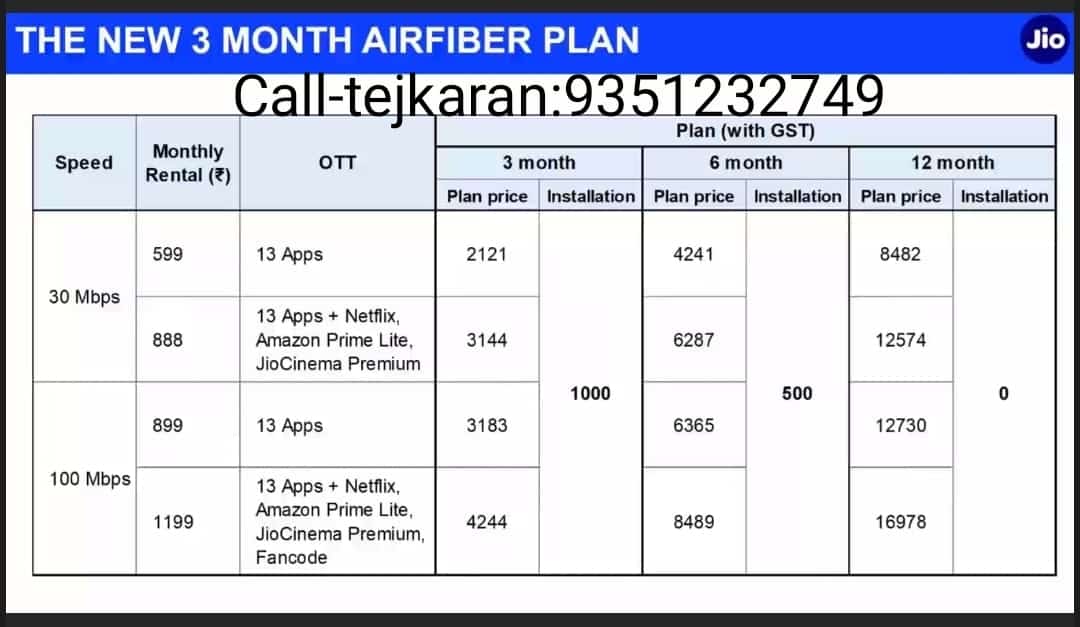 THE NEW 3 MONTH AIRFIBER PLAN
Jio
Call-tejkaran:9351232749
Speed
Monthly
Rental (₹)
OTT
Plan (with GST)
3 month
6 month
12 month
Plan price
Installation
Plan price
Installation
Plan price
Installation
30 Mbps
599
13 Apps
2121
4241
8482
888
13 Apps + Netflix,
Amazon Prime Lite,
JioCinema Premium
3144
6287
12574
1000
500
0
100 Mbps
899
13 Apps
3183
6365
12730
1199
13 Apps + Netflix,
Amazon Prime Lite,
JioCinema Premium,
Fancode
4244
8489
16978